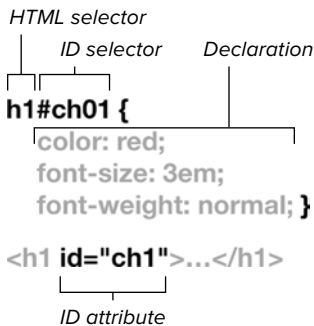 HTML selector
ID selector Declaration
h1#ch01 {
color: red;
font-size: 3em;
font-weight: normal; }
<h1 id="ch1">...</h1>
ID attribute